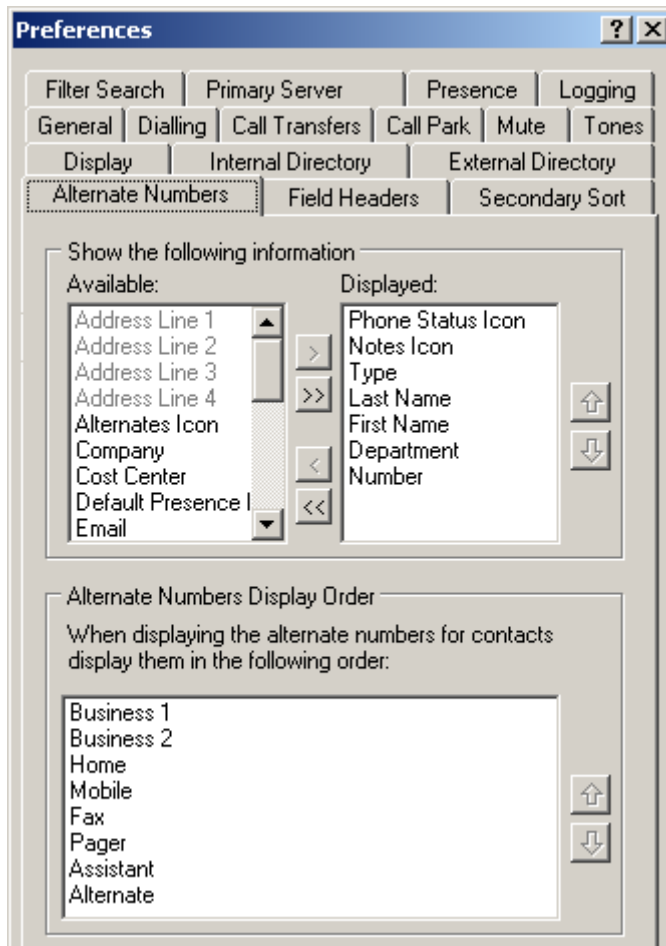 Preferences
Filter Search Primary Server Presence Logging
General Dialling Call Transfers Call Park Mute Tones
Display Internal Directory External Directory
Alternate Numbers Field Headers Secondary Sort
Show the following information
Available: Displayed:
Address Line 1
Address Line 2
Address Line 3
Address Line 4
Alternates Icon
Company
Cost Center
Default Presence I
Email
>
>>
<
<<
Phone Status Icon
Notes Icon
Type
Last Name
First Name
Department
Number
Alternate Numbers Display Order
When displaying the alternate numbers for contacts
display them in the following order:
Business 1
Business 2
Home
Mobile
Fax
Pager
Assistant
Alternate